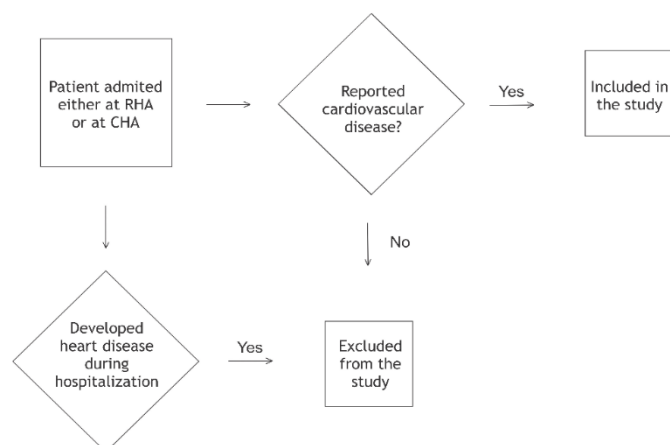 Patient admited
either at RHA
or at CHA
Reported
cardiovascular
disease?
Yes
Included in
the study
No
Developed
heart disease
during
hospitalization
Yes
Excluded
from the
study